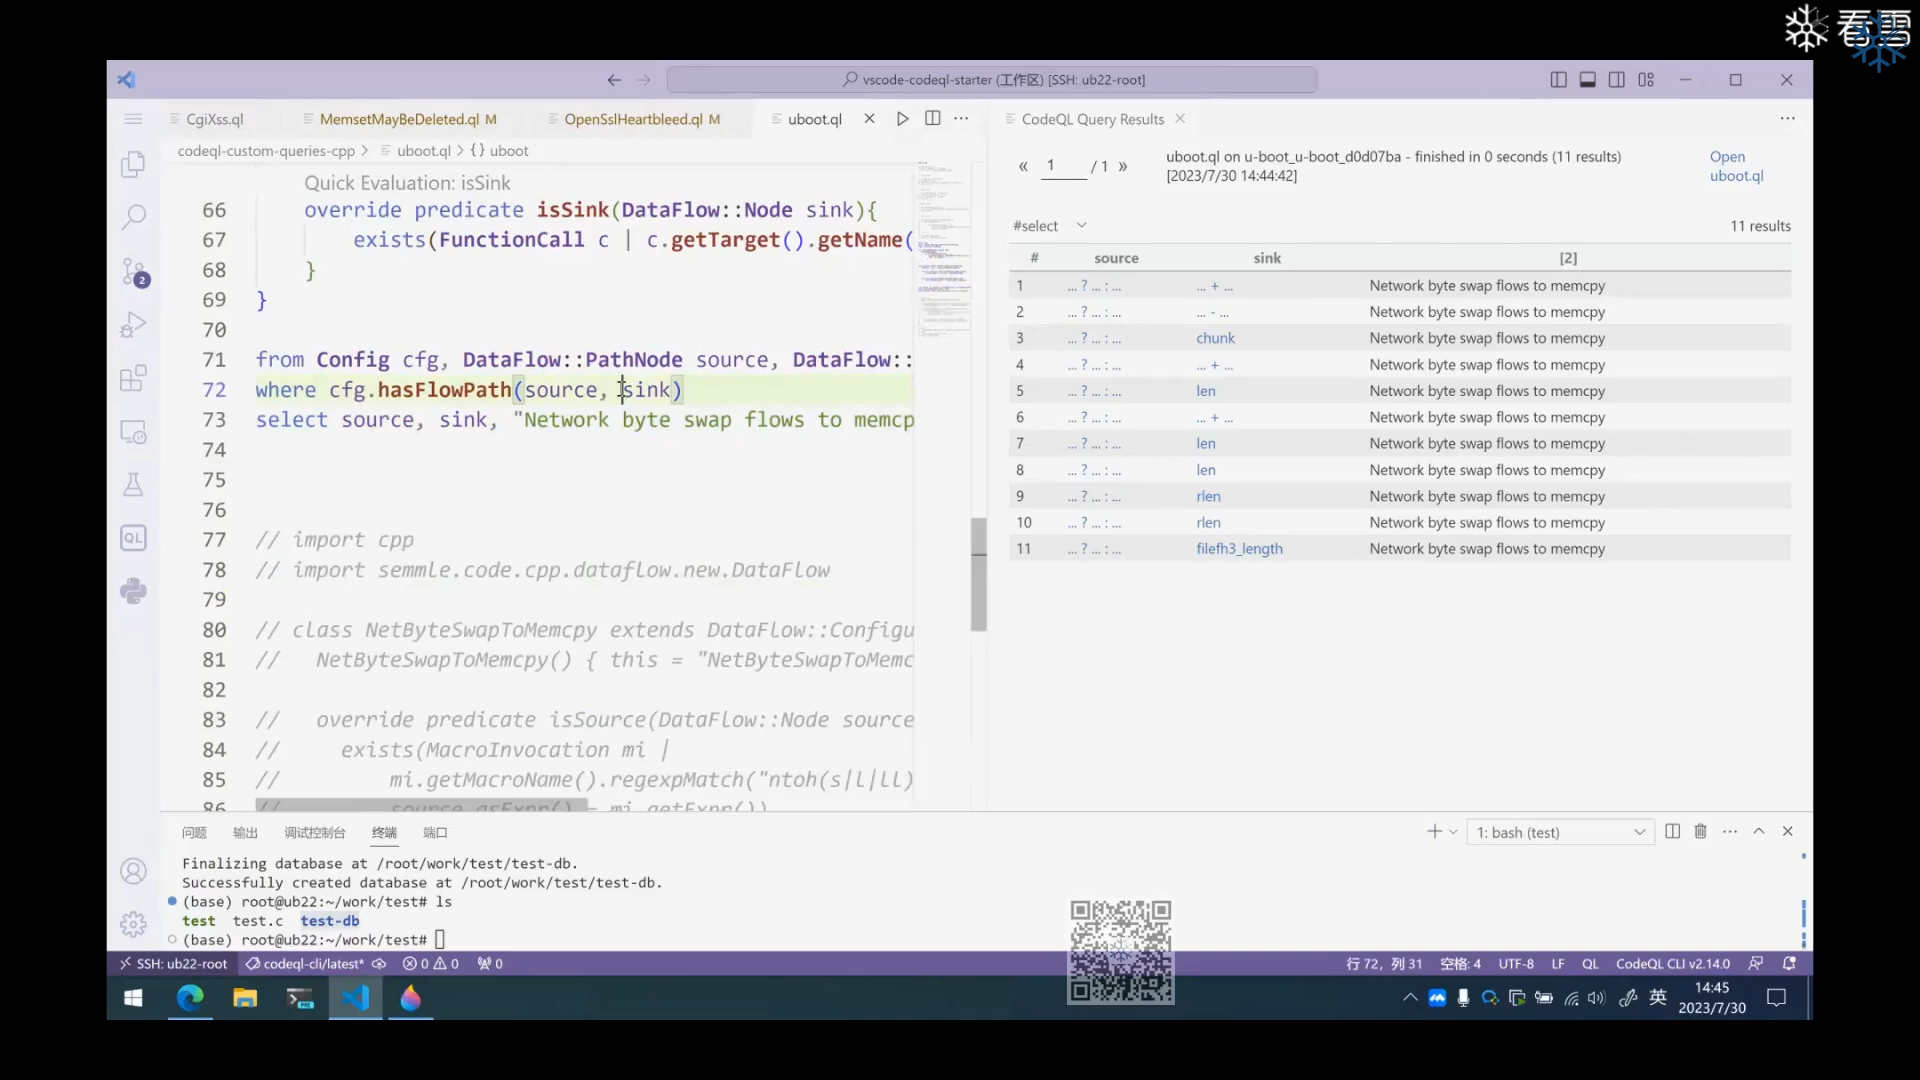 看雪
vscode-codeql-starter (工作区) [SSH: ub22-root]
CgiXss.ql
MemsetMayBeDeleted.ql M
OpenSslHeartbleed.ql M
uboot.ql
codeql-custom-queries-cpp > uboot.ql > {} uboot
Quick Evaluation: isSink
66 override predicate isSink(DataFlow::Node sink){
67 exists(FunctionCall c | c.getTarget().getName(
68 }
69 }
70
71 from Config cfg, DataFlow::PathNode source, DataFlow::
72 where cfg.hasFlowPath(source, sink)
73 select source, sink, "Network byte swap flows to memcp
74
75
76
77 // import cpp
78 // import semmle.code.cpp.dataflow.new.DataFlow
79
80 // class NetByteSwapToMemcpy extends DataFlow::Configu
81 // NetByteSwapToMemcpy() { this = "NetByteSwapToMemc
82
83 // override predicate isSource(DataFlow::Node source
84 // exists(MacroInvocation mi |
85 // mi.getMacroName().regexpMatch("ntoh(s|l|ll)
86 // source.asExpr() = mi.getExpr())
CodeQL Query Results
« 1 / 1 »
uboot.ql on u-boot_u-boot_d0d07ba - finished in 0 seconds (11 results)
[2023/7/30 14:44:42]
Open
uboot.ql
#select
11 results
# source sink [2]
1 ... ? ... : ... ... + ... Network byte swap flows to memcpy
2 ... ? ... : ... ... - ... Network byte swap flows to memcpy
3 ... ? ... : ... chunk Network byte swap flows to memcpy
4 ... ? ... : ... ... + ... Network byte swap flows to memcpy
5 ... ? ... : ... len Network byte swap flows to memcpy
6 ... ? ... : ... ... + ... Network byte swap flows to memcpy
7 ... ? ... : ... len Network byte swap flows to memcpy
8 ... ? ... : ... len Network byte swap flows to memcpy
9 ... ? ... : ... rlen Network byte swap flows to memcpy
10 ... ? ... : ... rlen Network byte swap flows to memcpy
11 ... ? ... : ... filefh3_length Network byte swap flows to memcpy
2
QL
问题 输出 调试控制台 终端 端口
1: bash (test)
Finalizing database at /root/work/test/test-db.
Successfully created database at /root/work/test/test-db.
(base) root@ub22:~/work/test# ls
test test.c test-db
(base) root@ub22:~/work/test#
SSH: ub22-root codeql-cli/latest* 0 0 0
行 72，列 31 空格: 4 UTF-8 LF QL CodeQL CLI v2.14.0
英
14:45
2023/7/30